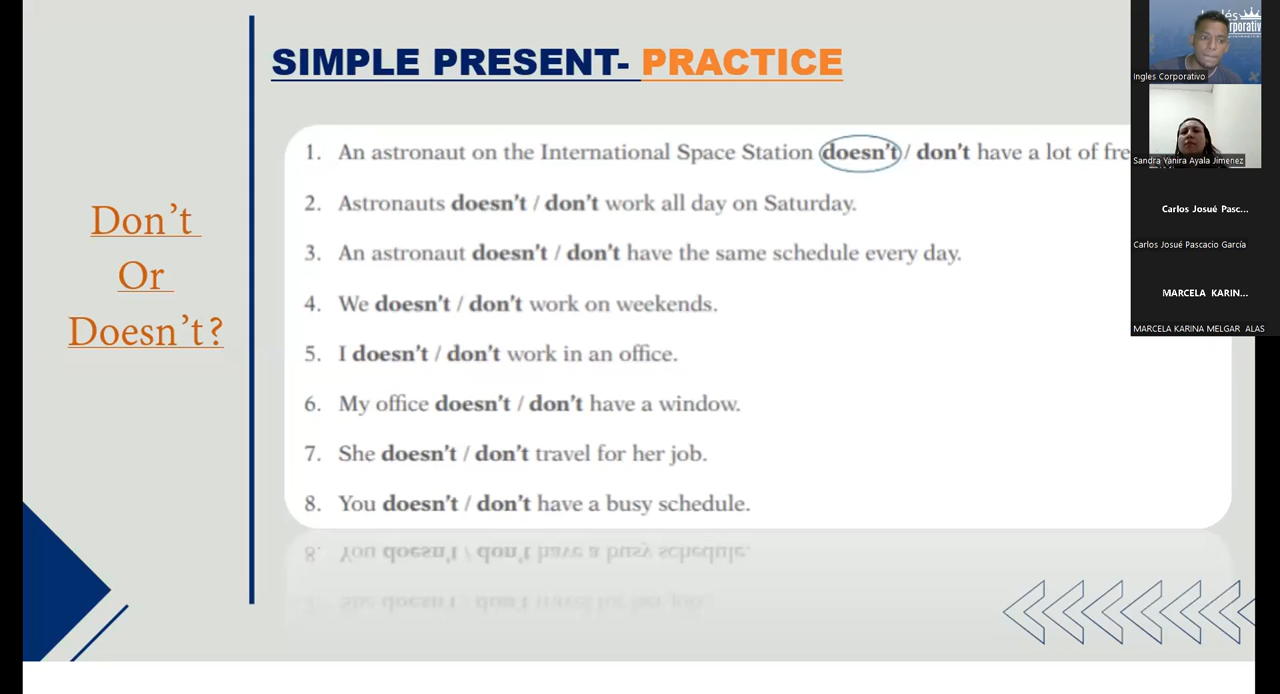 SIMPLE PRESENT- PRACTICE
Don't
Or
Doesn't?
1. An astronaut on the International Space Station doesn't / don't have a lot of fre
2. Astronauts doesn't / don't work all day on Saturday.
3. An astronaut doesn't / don't have the same schedule every day.
4. We doesn't / don't work on weekends.
5. I doesn't / don't work in an office.
6. My office doesn't / don't have a window.
7. She doesn't / don't travel for her job.
8. You doesn't / don't have a busy schedule.
Ingles Corporativo
Sandra Yanira Ayala Jimenez
Carlos Josué Pasc...
Carlos Josué Pascacio García
MARCELA KARIN...
MARCELA KARINA MELGAR ALAS